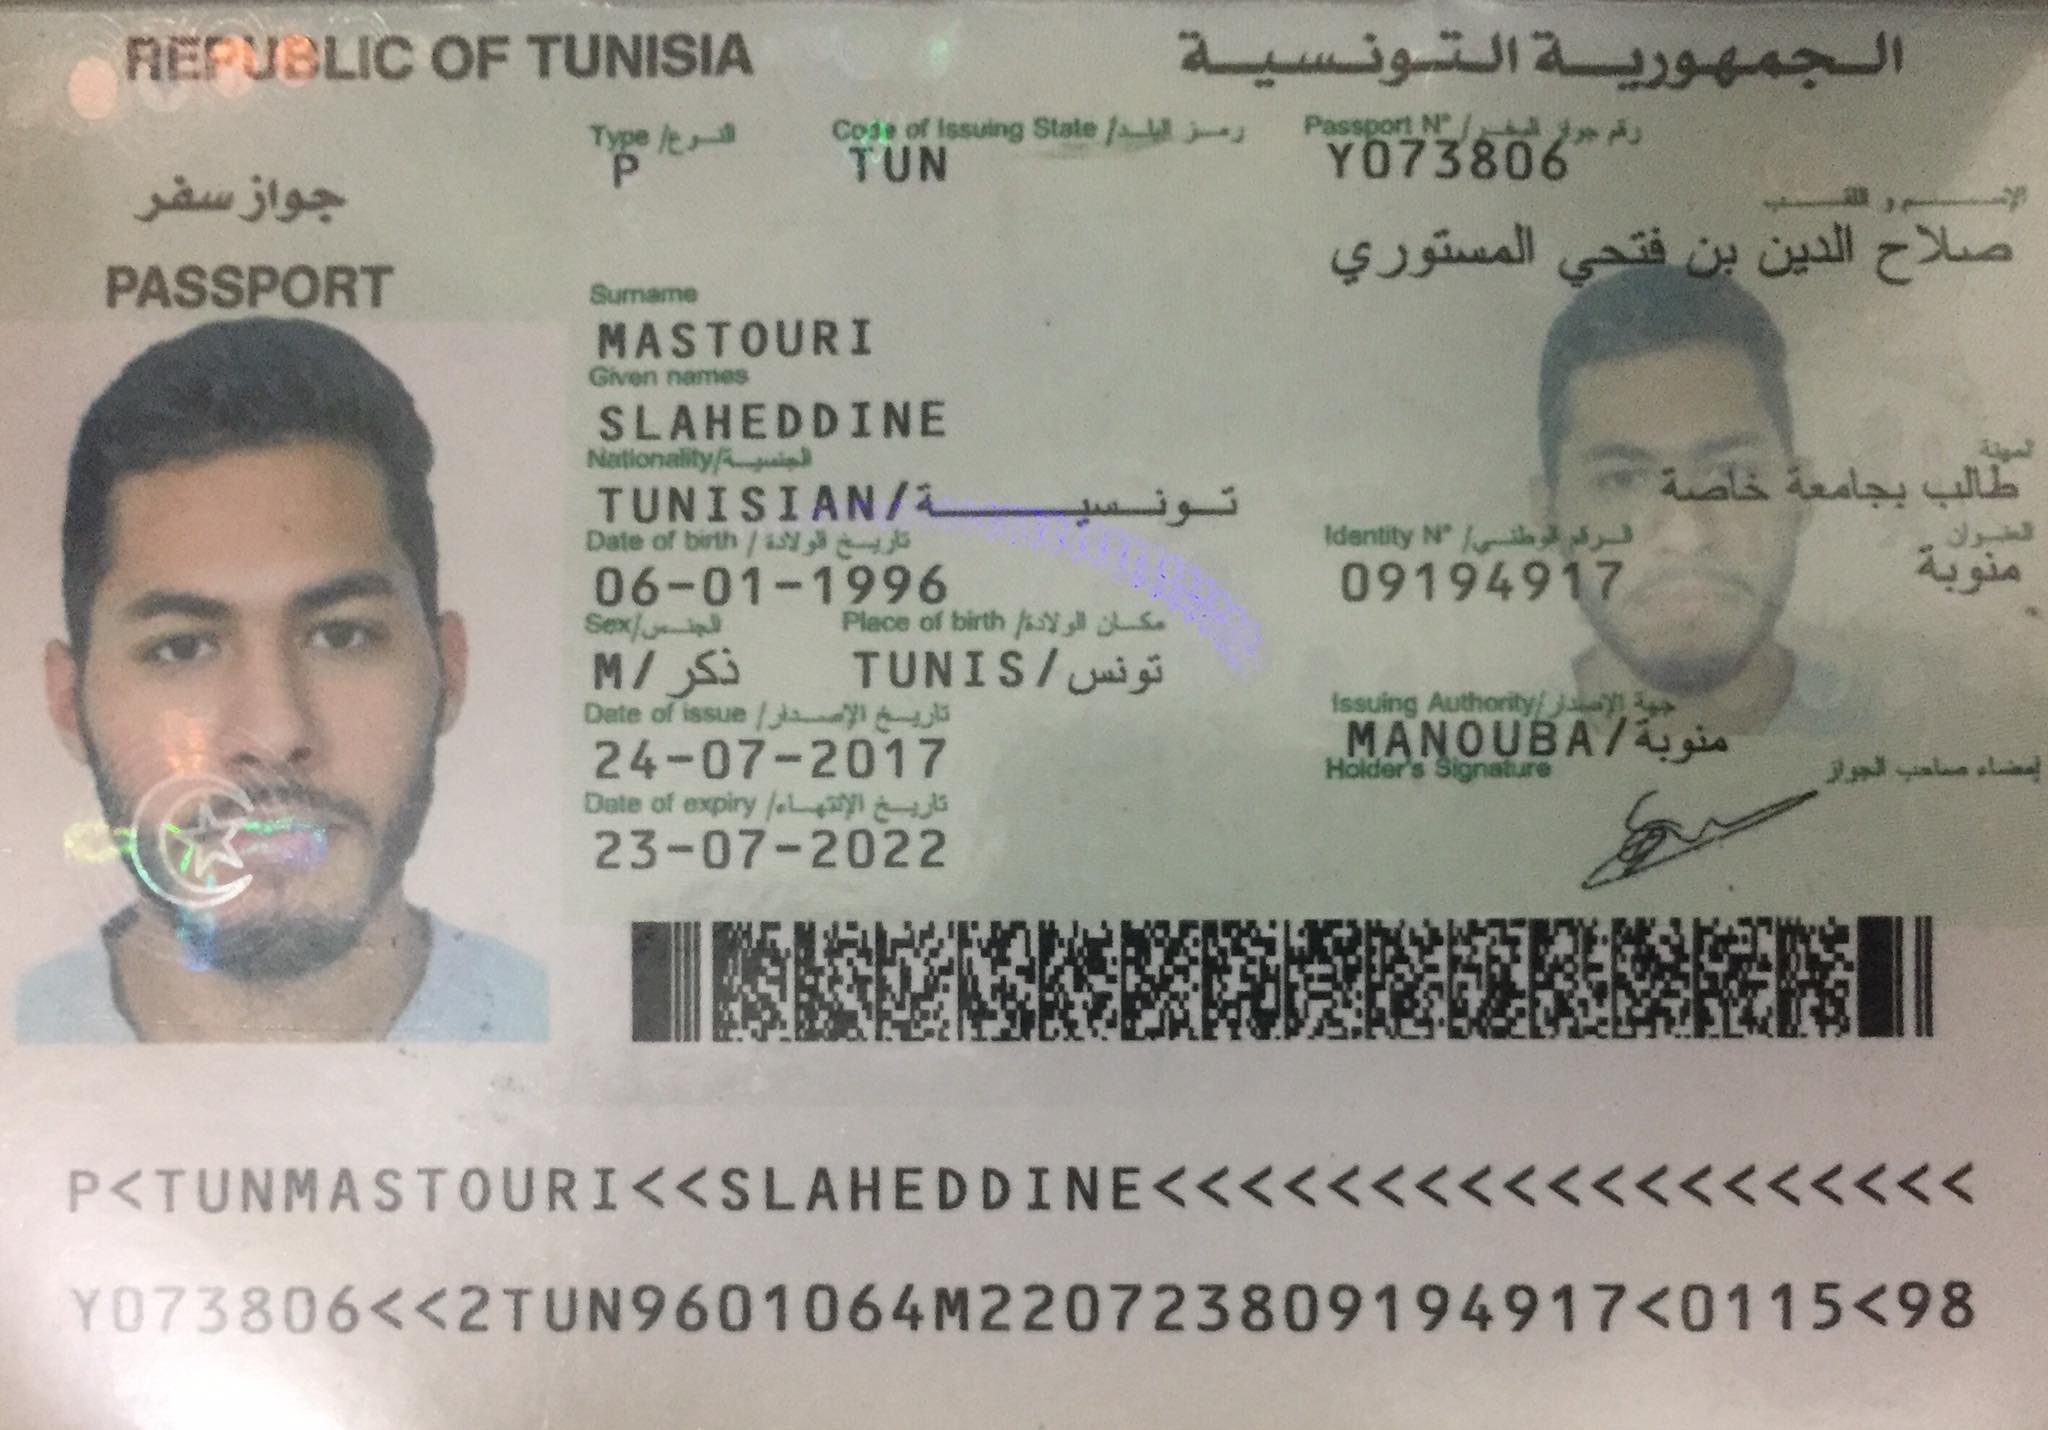 REPUBLIC OF TUNISIA الجمهورية التونسية
Type / النوع Code of Issuing State / رمز البلد Passport N° / رقم جواز السفر
P TUN Y073806
جواز سفر
الإسم و اللقب
صلاح الدين بن فتحي المستوري
PASSPORT
Surname
MASTOURI
Given names
SLAHEDDINE
Nationality/الجنسية المهنة
TUNISIAN/تونسية طالب بجامعة خاصة
Date of birth / تاريخ الولادة Identity N° / الرقم الوطني العنوان
06-01-1996 09194917 منوبة
Sex/الجنس Place of birth /مكان الولادة
M/ذكر TUNIS/تونس
Date of issue /تاريخ الإصدار Issuing Authority/جهة الإصدار
24-07-2017 MANOUBA/منوبة
Holder's Signature إمضاء صاحب الجواز
Date of expiry /تاريخ الإنتهاء
23-07-2022
P<TUNMASTOURI<<SLAHEDDINE<<<<<<<<<<<<<<<<<<<
Y073806<<2TUN9601064M220723809194917<0115<98